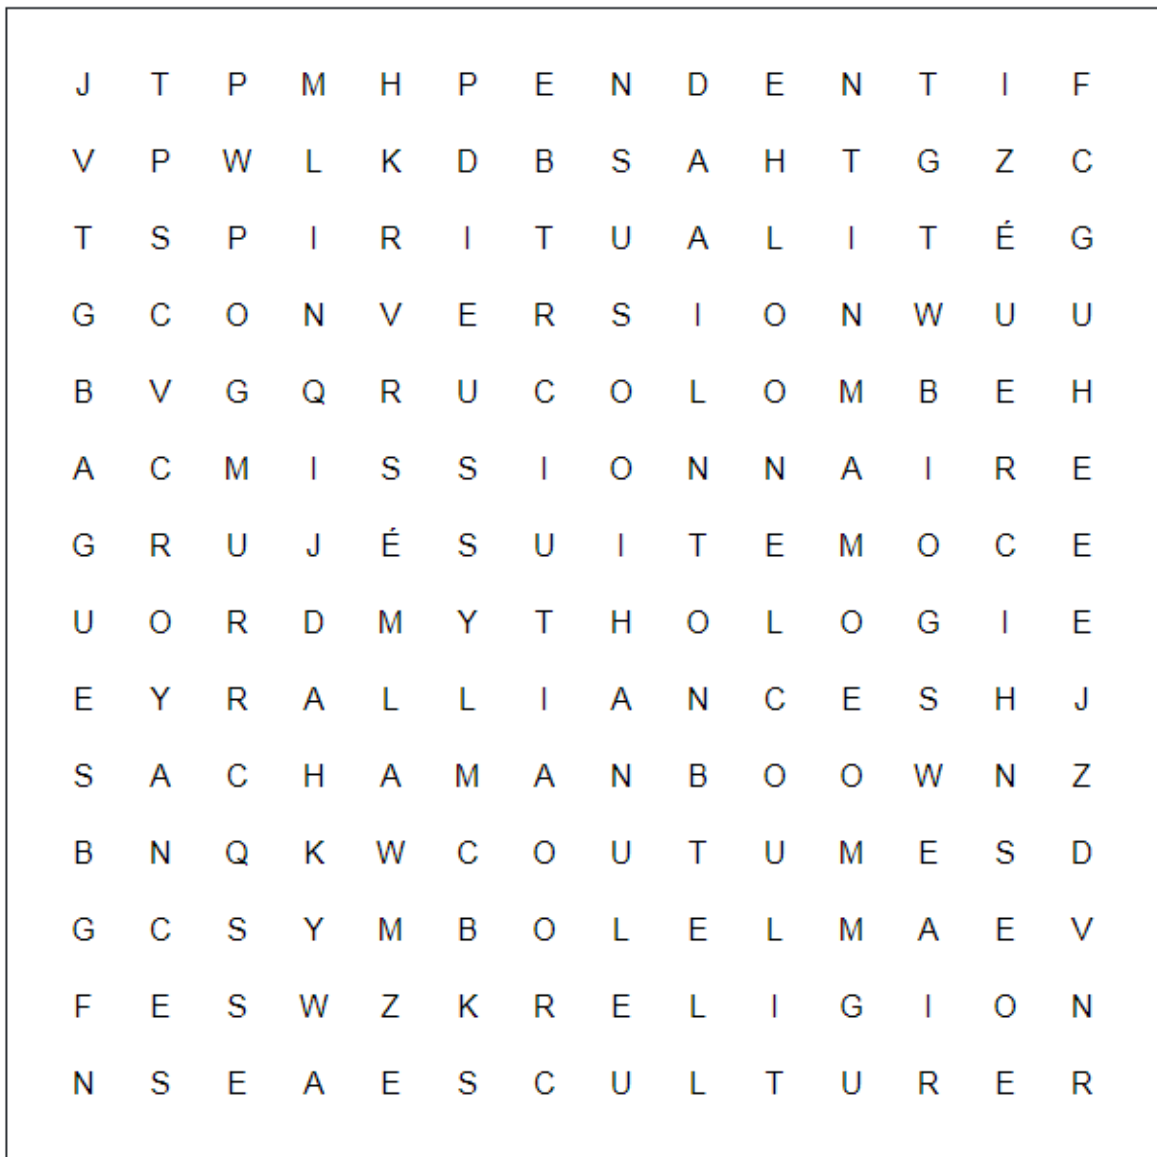 J T P M H P E N D E N T I F
V P W L K D B S A H T G Z C
T S P I R I T U A L I T É G
G C O N V E R S I O N W U U
B V G Q R U C O L O M B E H
A C M I S S I O N N A I R E
G R U J É S U I T E M O C E
U O R D M Y T H O L O G I E
E Y R A L L I A N C E S H J
S A C H A M A N B O O W N Z
B N Q K W C O U T U M E S D
G C S Y M B O L E L M A E V
F E S W Z K R E L I G I O N
N S E A E S C U L T U R E R